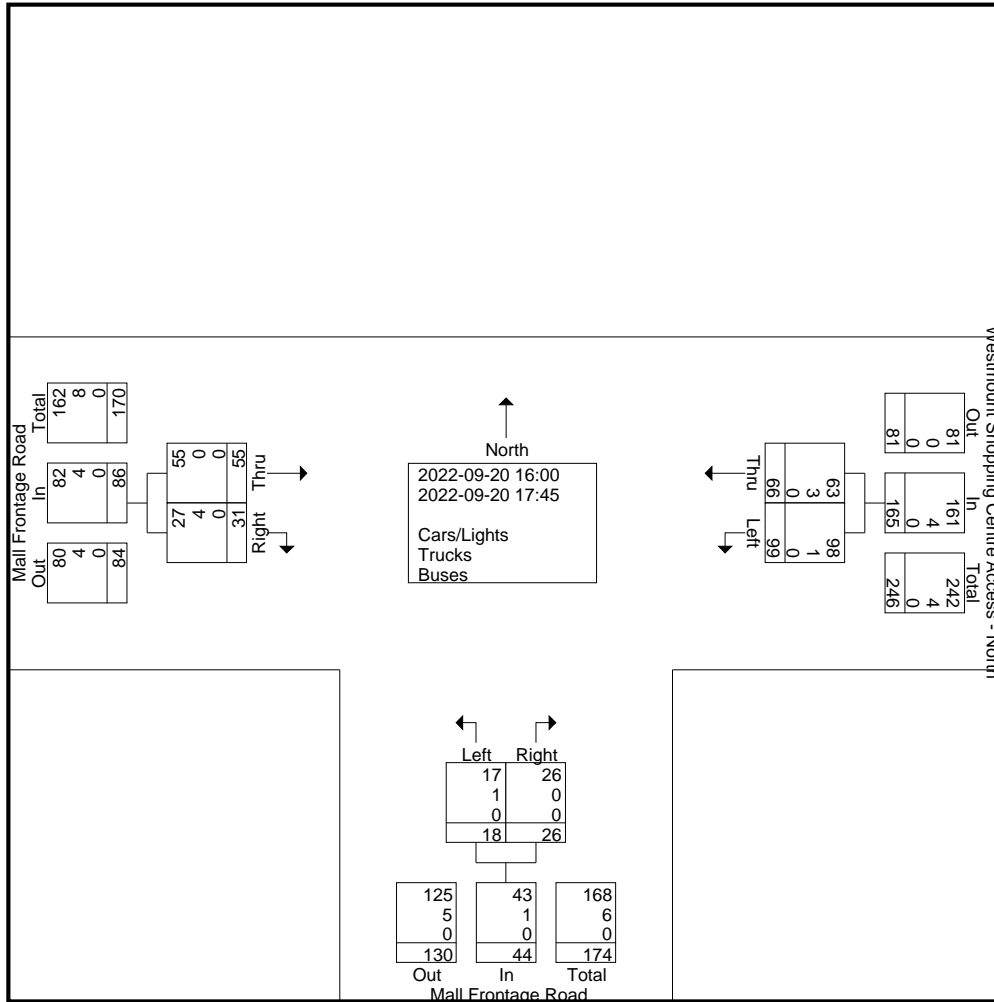 North
2022-09-20 16:00
2022-09-20 17:45
Cars/Lights
Trucks
Buses
Mall Frontage Road
Total
162
8
0
170
In
82
4
0
86
Out
80
4
0
84
Thru
55
0
0
55
Right
27
4
0
31
Westmount Shopping Centre Access - North
Out
81
0
0
81
In
161
4
0
165
Total
242
4
0
246
Thru
63
3
0
66
Left
98
1
0
99
Left Right
17 26
1 0
0 0
18 26
125 43 168
5 1 6
0 0 0
130 44 174
Out In Total
Mall Frontage Road